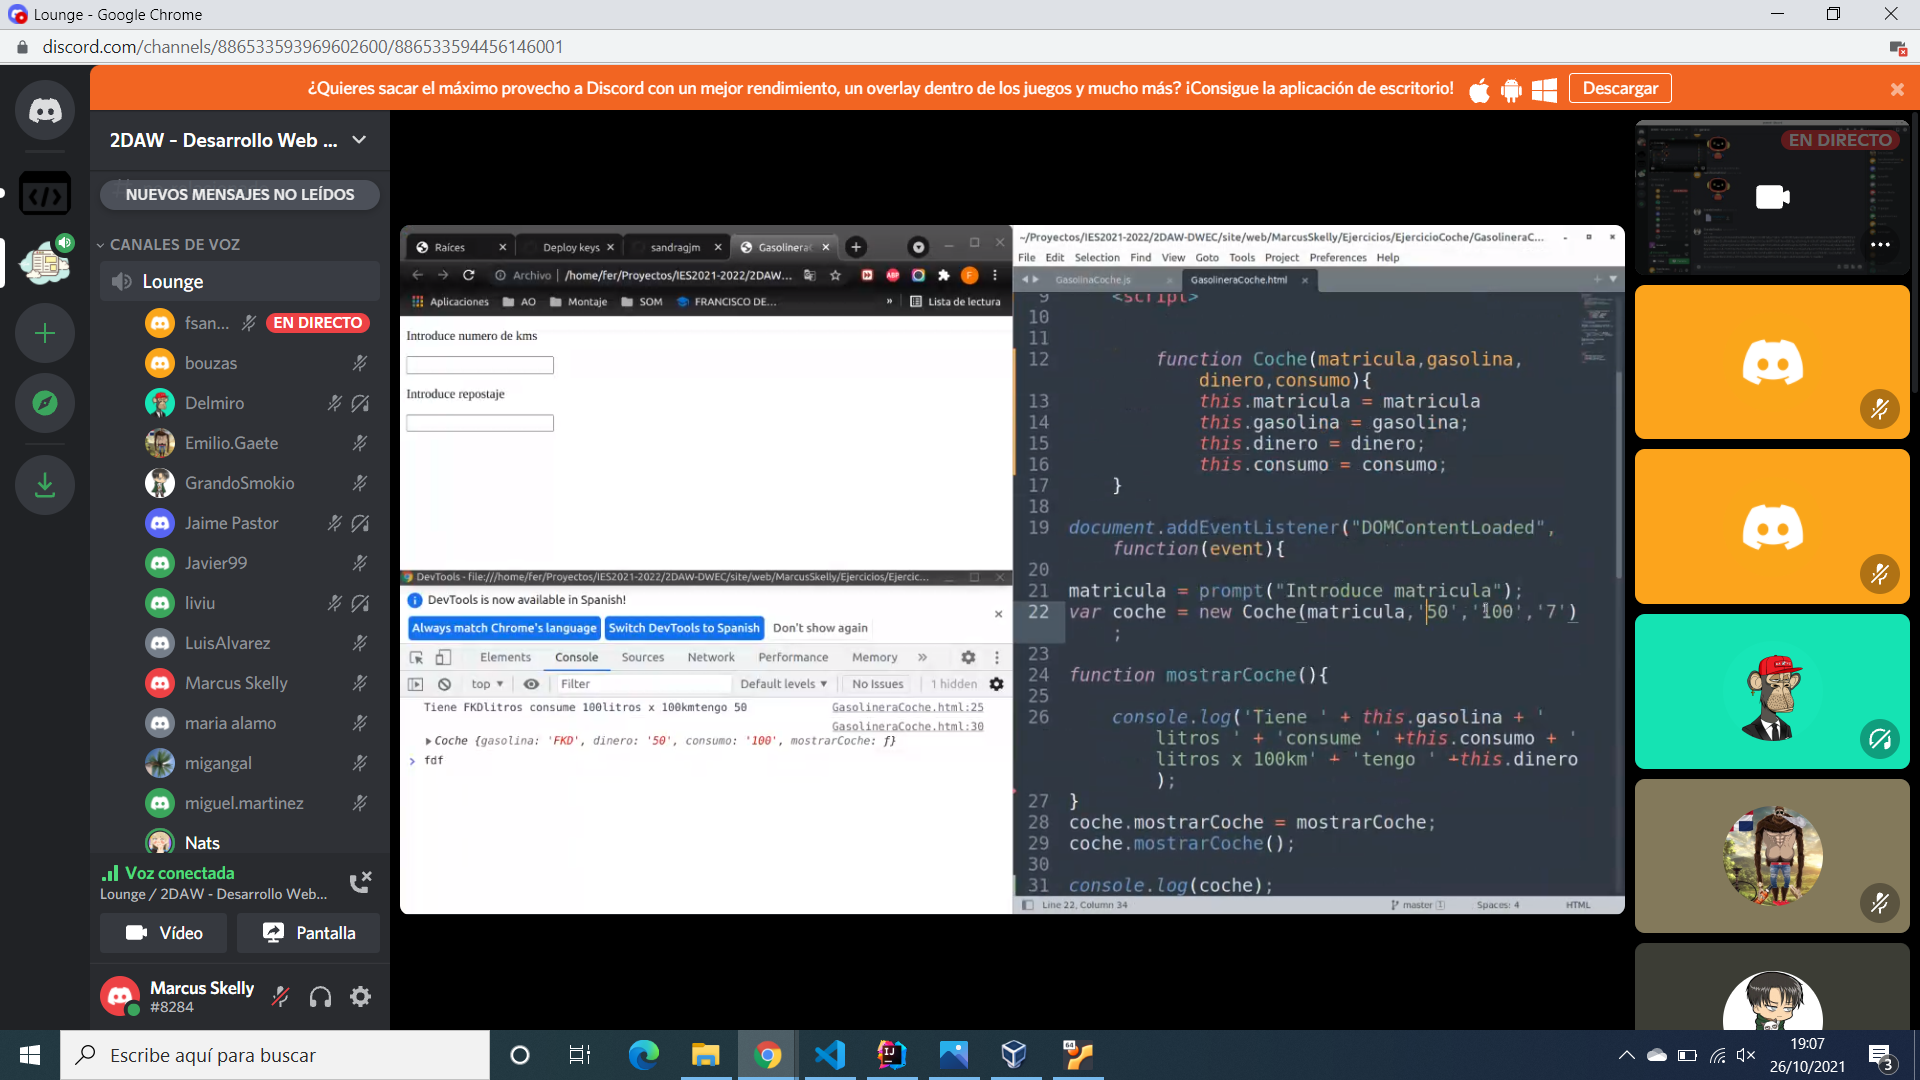 Lounge - Google Chrome
discord.com/channels/886533593969602600/886533594456146001
¿Quieres sacar el máximo provecho a Discord con un mejor rendimiento, un overlay dentro de los juegos y mucho más? ¡Consigue la aplicación de escritorio!
Descargar
2DAW - Desarrollo Web ...
NUEVOS MENSAJES NO LEÍDOS
CANALES DE VOZ
Lounge
fsan...
EN DIRECTO
bouzas
Delmiro
Emilio.Gaete
GrandoSmokio
Jaime Pastor
Javier99
liviu
LuisAlvarez
Marcus Skelly
maria alamo
migangal
miguel.martinez
Nats
Voz conectada
Lounge / 2DAW - Desarrollo Web...
Vídeo
Pantalla
Marcus Skelly
#8284
Raíces
Deploy keys
sandragjm
Gasolinera
Archivo
/home/fer/Proyectos/IES2021-2022/2DAW...
Aplicaciones
AO
Montaje
SOM
FRANCISCO DE...
»
Lista de lectura
Introduce numero de kms
Introduce repostaje
DevTools - file:///home/fer/Proyectos/IES2021-2022/2DAW-DWEC/site/web/MarcusSkelly/Ejercicios/Ejercic...
DevTools is now available in Spanish!
Always match Chrome's language
Switch DevTools to Spanish
Don't show again
Elements
Console
Sources
Network
Performance
Memory
»
top
Filter
Default levels
No Issues
1 hidden
Tiene FKDlitros consume 100litros x 100kmtengo 50
GasolineraCoche.html:25
GasolineraCoche.html:30
Coche {gasolina: 'FKD', dinero: '50', consumo: '100', mostrarCoche: ƒ}
fdf
~/Proyectos/IES2021-2022/2DAW-DWEC/site/web/MarcusSkelly/Ejercicios/EjercicioCoche/GasolineraC...
File Edit Selection Find View Goto Tools Project Preferences Help
GasolinaCoche.js
GasolineraCoche.html
9 <script>
10
11
12 function Coche(matricula,gasolina,
dinero,consumo){
13 this.matricula = matricula
14 this.gasolina = gasolina;
15 this.dinero = dinero;
16 this.consumo = consumo;
17 }
18
19 document.addEventListener("DOMContentLoaded",
function(event){
20
21 matricula = prompt("Introduce matricula");
22 var coche = new Coche(matricula,'50','100','7')
;
23
24 function mostrarCoche(){
25
26 console.log('Tiene ' + this.gasolina + '
litros ' + 'consume ' +this.consumo + '
litros x 100km' + 'tengo ' +this.dinero
);
27 }
28 coche.mostrarCoche = mostrarCoche;
29 coche.mostrarCoche();
30
31 console.log(coche);
Line 22, Column 34
master 1
Spaces: 4
HTML
EN DIRECTO
Escribe aquí para buscar
19:07
26/10/2021
3